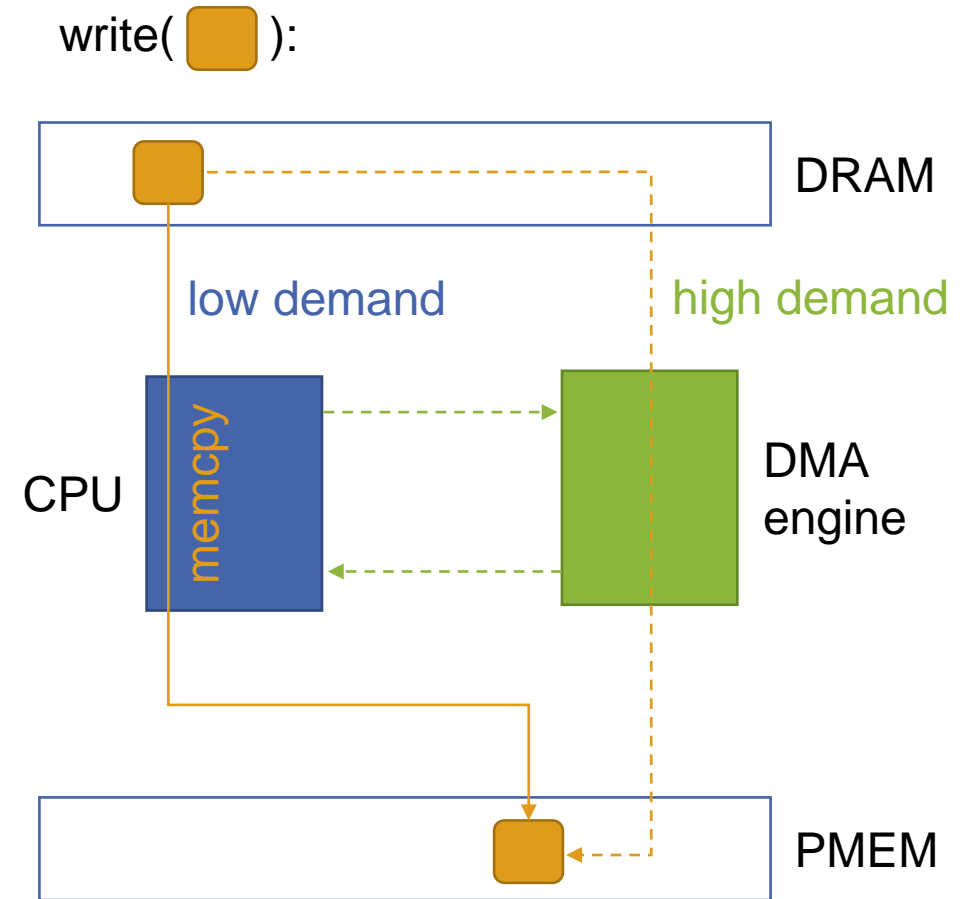 write( ):
DRAM
low demand
high demand
CPU
memcpy
DMA
engine
PMEM